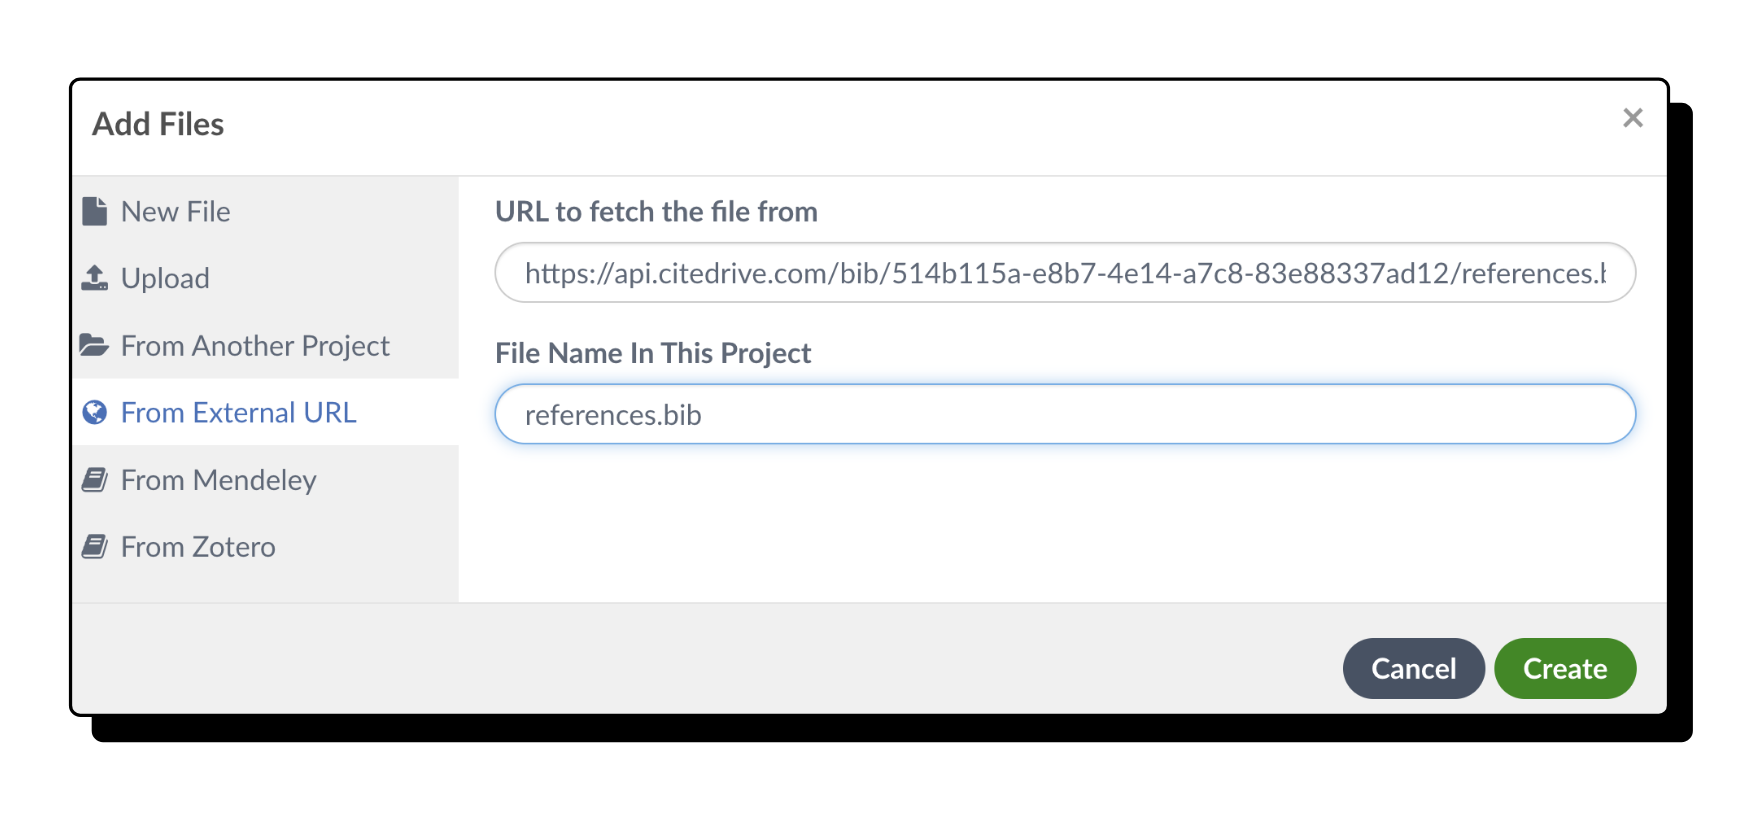 Add Files
×
New File
Upload
From Another Project
From External URL
From Mendeley
From Zotero
URL to fetch the file from
https://api.citedrive.com/bib/514b115a-e8b7-4e14-a7c8-83e88337ad12/references.b
File Name In This Project
references.bib
Cancel
Create